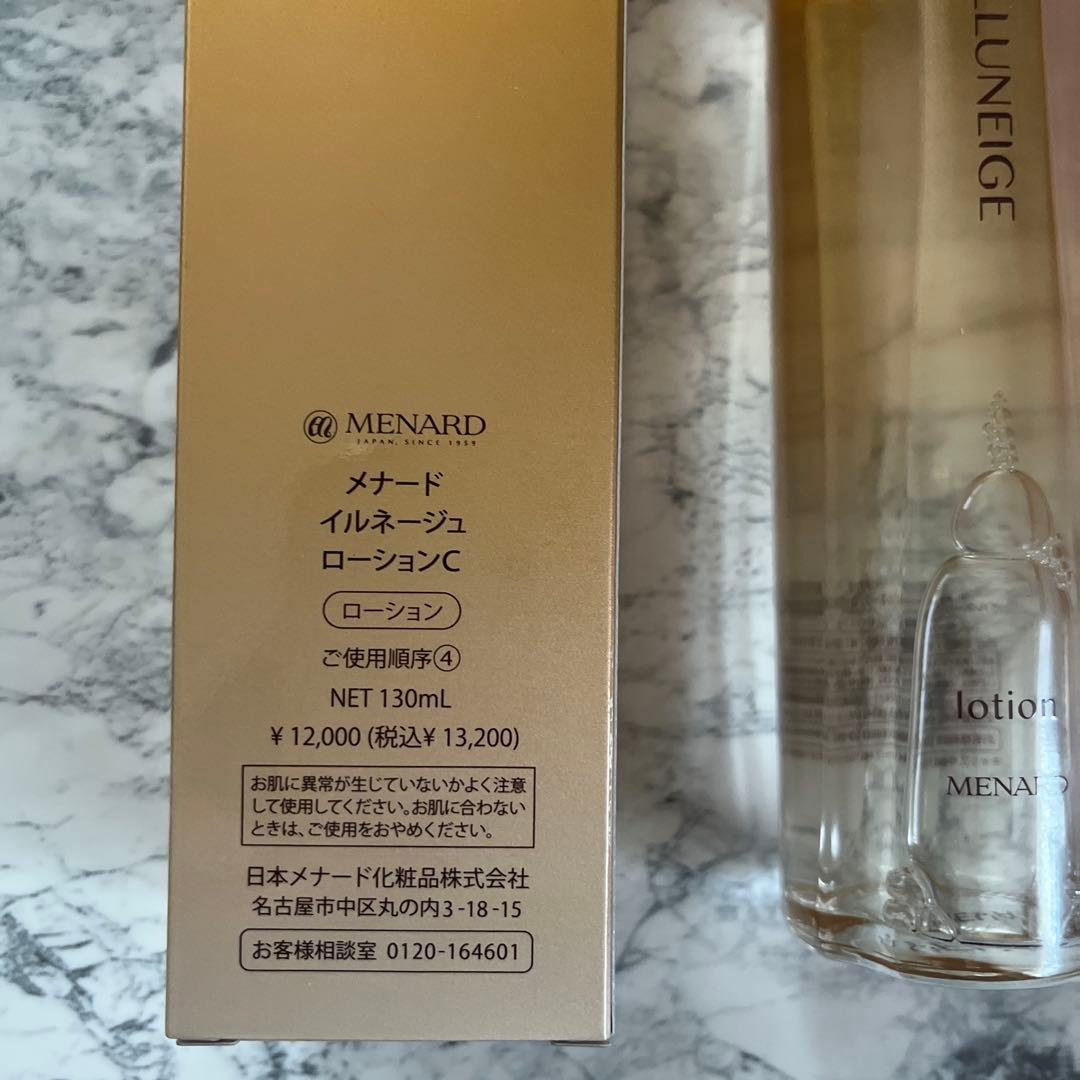 MENARD
JAPAN, SINCE 1959
メナード
イルネージュ
ローションC
ローション
ご使用順序④
NET 130mL
¥ 12,000 (税込¥ 13,200)
お肌に異常が生じていないかよく注意
して使用してください。お肌に合わない
ときは、ご使用をおやめください。
日本メナード化粧品株式会社
名古屋市中区丸の内3-18-15
お客様相談室 0120-164601
LLUNEIGE
lotion
MENARD